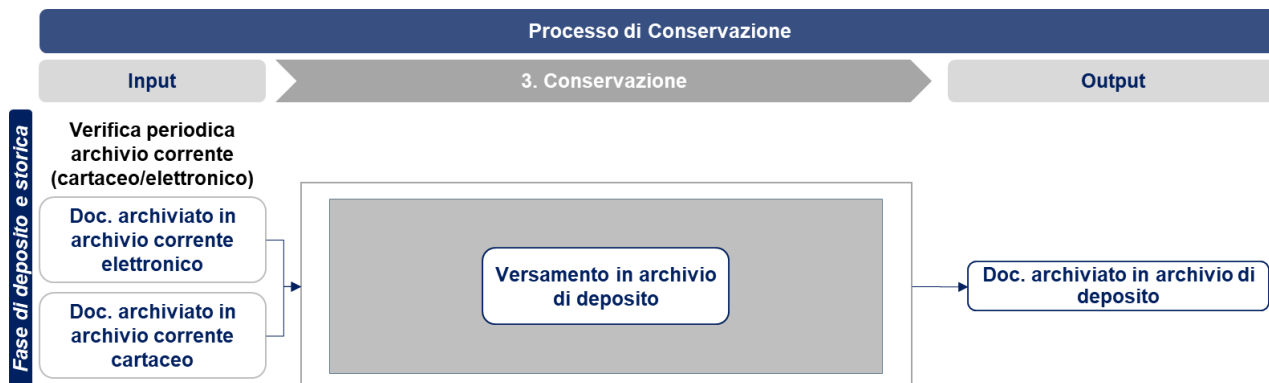 Processo di Conservazione
Input
3. Conservazione
Output
Fase di deposito e storica
Verifica periodica
archivio corrente
(cartaceo/elettronico)
Doc. archiviato in
archivio corrente
elettronico
Doc. archiviato in
archivio corrente
cartaceo
Versamento in archivio
di deposito
Doc. archiviato in archivio di
deposito